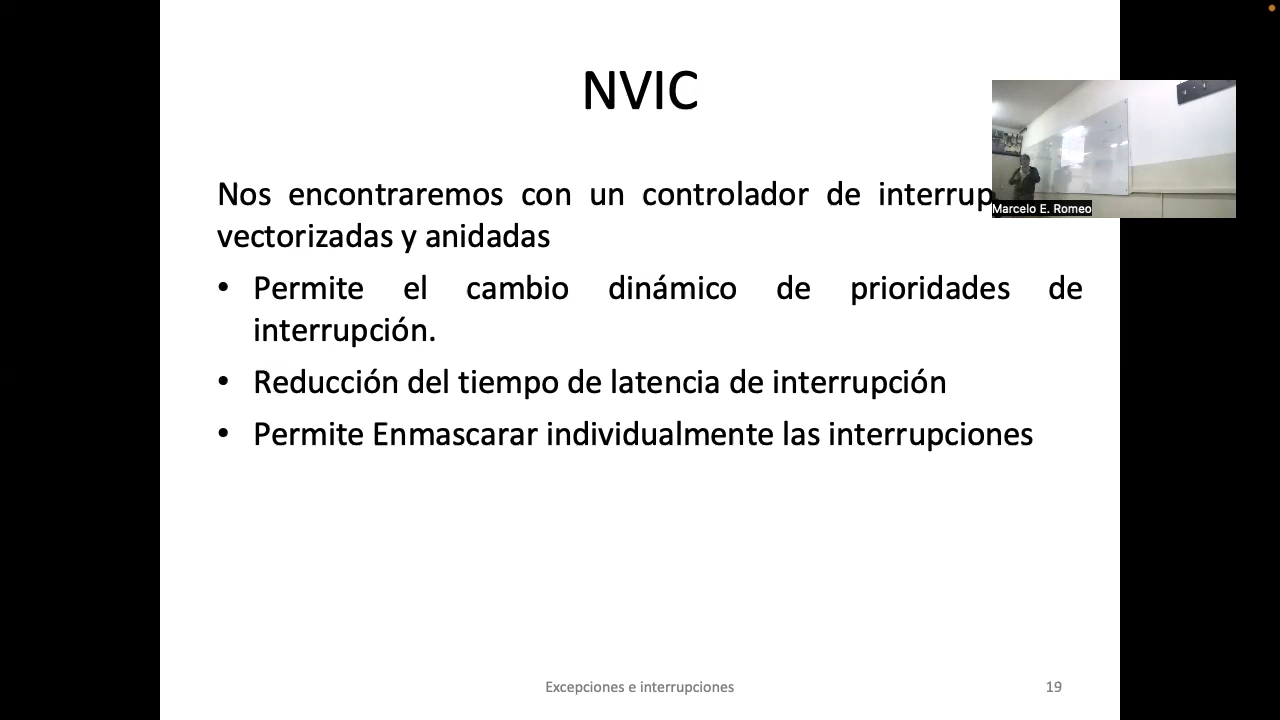 NVIC
Nos encontraremos con un controlador de
vectorizadas y anidadas
• Permite el cambio dinámico de prioridades de
interrupción.
• Reducción del tiempo de latencia de interrupción
• Permite Enmascarar individualmente las interrupciones
Marcelo E. Romeo
Excepciones e interrupciones
19